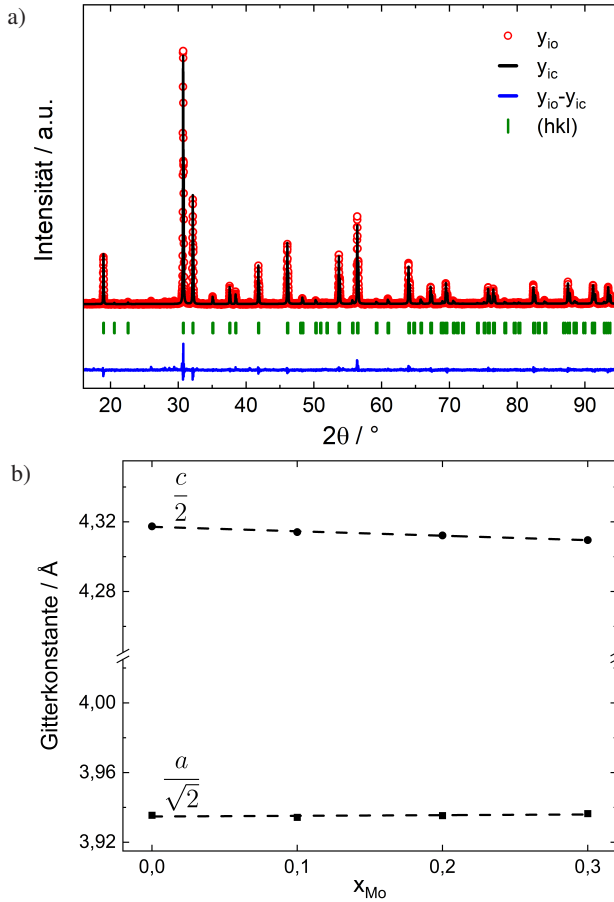 a)
Intensität / a.u.
y_io
y_ic
y_io-y_ic
(hkl)
20 30 40 50 60 70 80 90
2θ / °
b)
Gitterkonstante / Å
4,32
4,28
4,00
3,96
3,92
c/2
a/√2
0,0 0,1 0,2 0,3
x_Mo